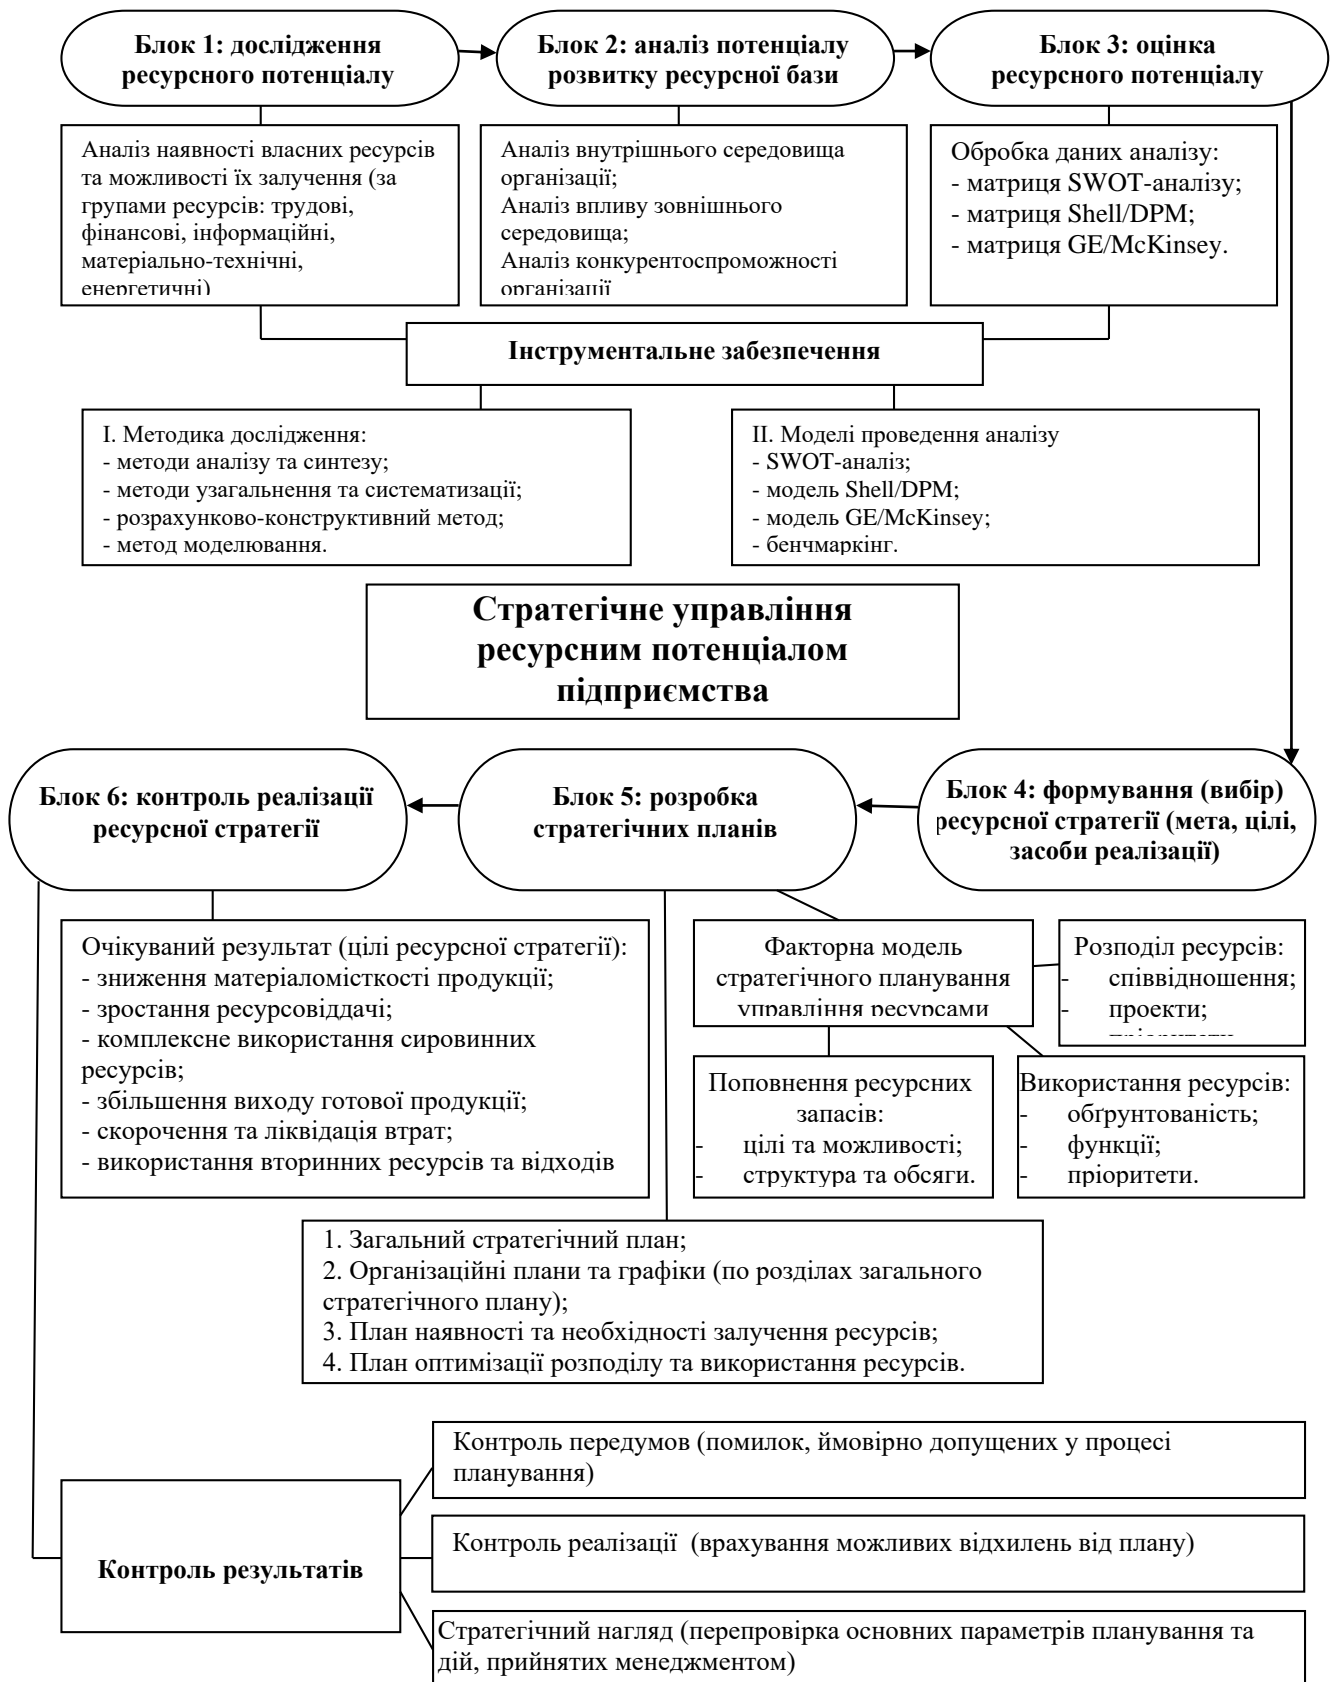 Блок 1: дослідження
ресурсного потенціалу
Блок 2: аналіз потенціалу
розвитку ресурсної бази
Блок 3: оцінка
ресурсного потенціалу
Аналіз наявності власних ресурсів
та можливості їх залучення (за
групами ресурсів: трудові,
фінансові, інформаційні,
матеріально-технічні,
енергетичні)
Аналіз внутрішнього середовища
організації;
Аналіз впливу зовнішнього
середовища;
Аналіз конкурентоспроможності
організації
Обробка даних аналізу:
- матриця SWOT-аналізу;
- матриця Shell/DPM;
- матриця GE/McKinsey.
Інструментальне забезпечення
І. Методика дослідження:
- методи аналізу та синтезу;
- методи узагальнення та систематизації;
- розрахунково-конструктивний метод;
- метод моделювання.
ІІ. Моделі проведення аналізу
- SWOT-аналіз;
- модель Shell/DPM;
- модель GE/McKinsey;
- бенчмаркінг.
Стратегічне управління
ресурсним потенціалом
підприємства
Блок 6: контроль реалізації
ресурсної стратегії
Блок 5: розробка
стратегічних планів
Блок 4: формування (вибір)
ресурсної стратегії (мета, цілі,
засоби реалізації)
Очікуваний результат (цілі ресурсної стратегії):
- зниження матеріаломісткості продукції;
- зростання ресурсовіддачі;
- комплексне використання сировинних
ресурсів;
- збільшення виходу готової продукції;
- скорочення та ліквідація втрат;
- використання вторинних ресурсів та відходів
Факторна модель
стратегічного планування
управління ресурсами
Розподіл ресурсів:
- співвідношення;
- проекти;
Поповнення ресурсних
запасів:
- цілі та можливості;
- структура та обсяги.
Використання ресурсів:
- обґрунтованість;
- функції;
- пріоритети.
1. Загальний стратегічний план;
2. Організаційні плани та графіки (по розділах загального
стратегічного плану);
3. План наявності та необхідності залучення ресурсів;
4. План оптимізації розподілу та використання ресурсів.
Контроль результатів
Контроль передумов (помилок, ймовірно допущених у процесі
планування)
Контроль реалізації (врахування можливих відхилень від плану)
Стратегічний нагляд (перепровірка основних параметрів планування та
дій, прийнятих менеджментом)